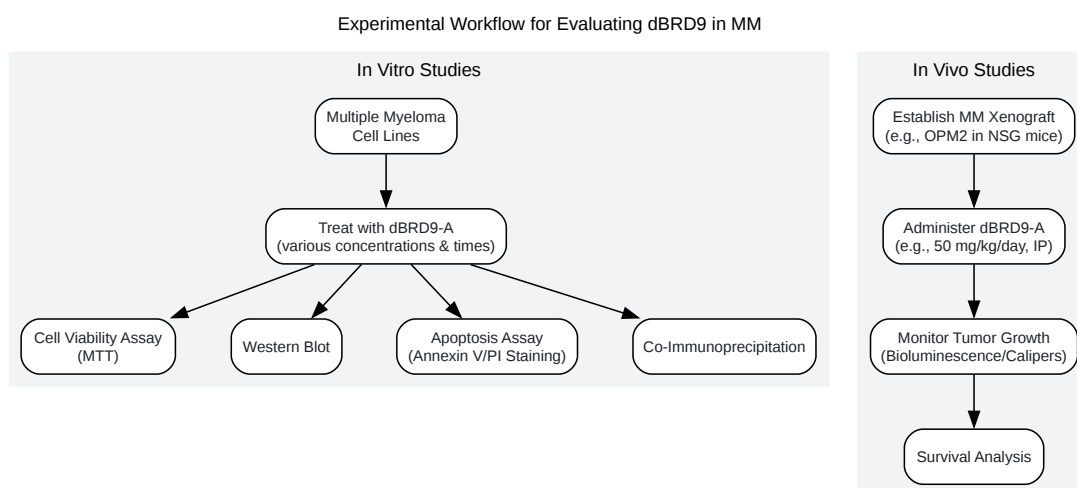 Experimental Workflow for Evaluating dBRD9 in MM
In Vitro Studies
Multiple Myeloma
Cell Lines
Treat with dBRD9-A
(various concentrations & times)
Cell Viability Assay
(MTT)
Western Blot
Apoptosis Assay
(Annexin V/PI Staining)
Co-Immunoprecipitation
In Vivo Studies
Establish MM Xenograft
(e.g., OPM2 in NSG mice)
Administer dBRD9-A
(e.g., 50 mg/kg/day, IP)
Monitor Tumor Growth
(Bioluminescence/Calipers)
Survival Analysis